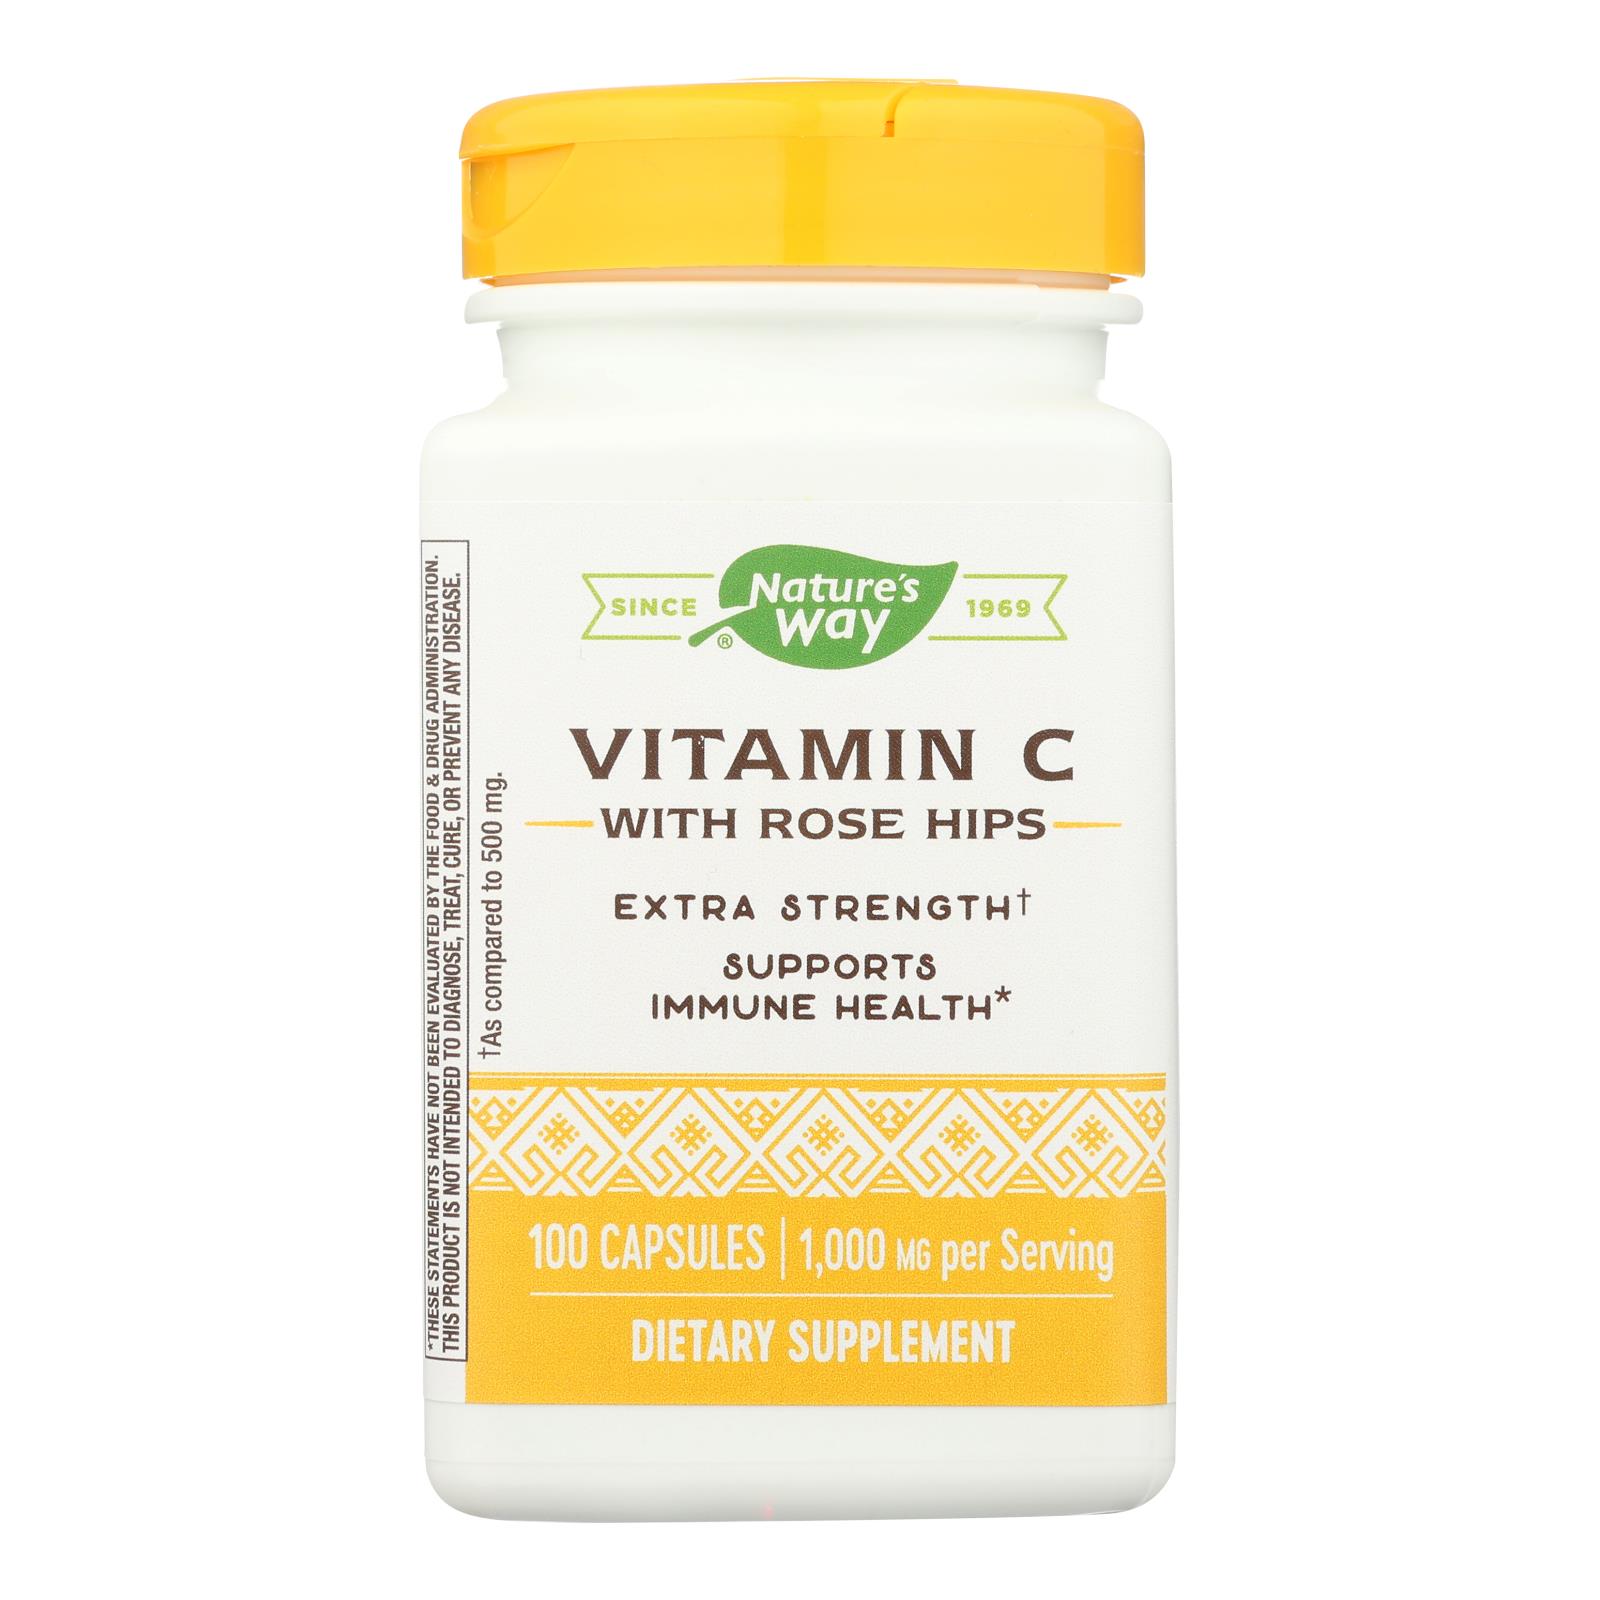 SINCE
Nature's
Way
®
1969
VITAMIN C
WITH ROSE HIPS
EXTRA STRENGTH†
SUPPORTS
IMMUNE HEALTH*
100 CAPSULES | 1,000 MG per Serving
DIETARY SUPPLEMENT
*THESE STATEMENTS HAVE NOT BEEN EVALUATED BY THE FOOD & DRUG ADMINISTRATION.
THIS PRODUCT IS NOT INTENDED TO DIAGNOSE, TREAT, CURE, OR PREVENT ANY DISEASE.
†As compared to 500 mg.